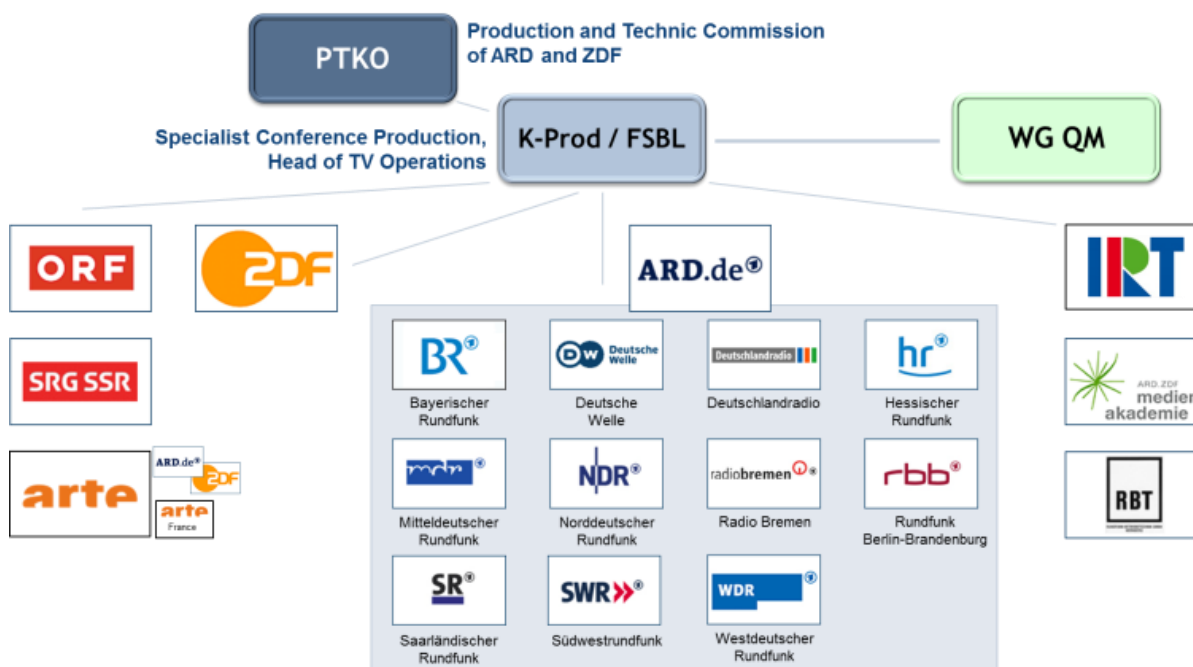 PTKO
Production and Technic Commission
of ARD and ZDF
Specialist Conference Production,
Head of TV Operations
K-Prod / FSBL
WG QM
ORF
ZDF
ARD.de
IRT
SRG SSR
arte
ARD.de
ZDF
arte
France
BR
Bayerischer
Rundfunk
DW Deutsche
Welle
Deutsche
Welle
Deutschlandradio
Deutschlandradio
hr
Hessischer
Rundfunk
ARD.ZDF
medien
akademie
mdr
Mitteldeutscher
Rundfunk
NDR
Norddeutscher
Rundfunk
radiobremen
Radio Bremen
rbb
Rundfunk
Berlin-Brandenburg
RBT
SR
Saarländischer
Rundfunk
SWR
Südwestrundfunk
WDR
Westdeutscher
Rundfunk